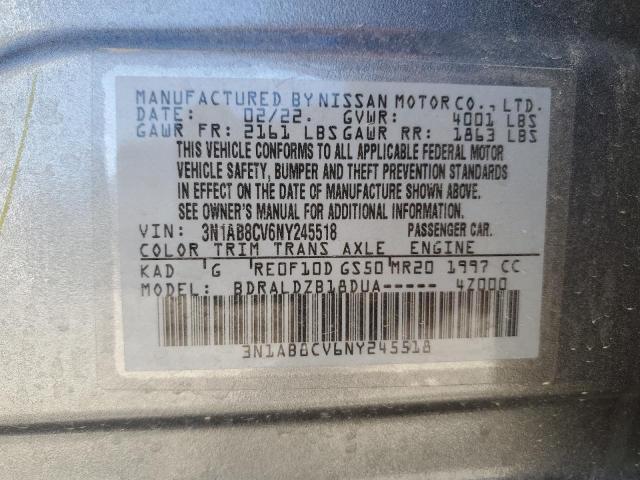 MANUFACTURED BY NISSAN MOTOR CO., LTD.
DATE: 02/22. GVWR: 4001 LBS
GAWR FR: 2161 LBS GAWR RR: 1863 LBS
THIS VEHICLE CONFORMS TO ALL APPLICABLE FEDERAL MOTOR
VEHICLE SAFETY, BUMPER AND THEFT PREVENTION STANDARDS
IN EFFECT ON THE DATE OF MANUFACTURE SHOWN ABOVE.
SEE OWNER'S MANUAL FOR ADDITIONAL INFORMATION.
VIN: 3N1AB8CV6NY245518 PASSENGER CAR.
COLOR TRIM TRANS AXLE ENGINE
KAD G RE0F10D GS50 MR20 1997 CC
MODEL: BDRALDZB18DUA----- 4Z000
3N1AB8CV6NY245518